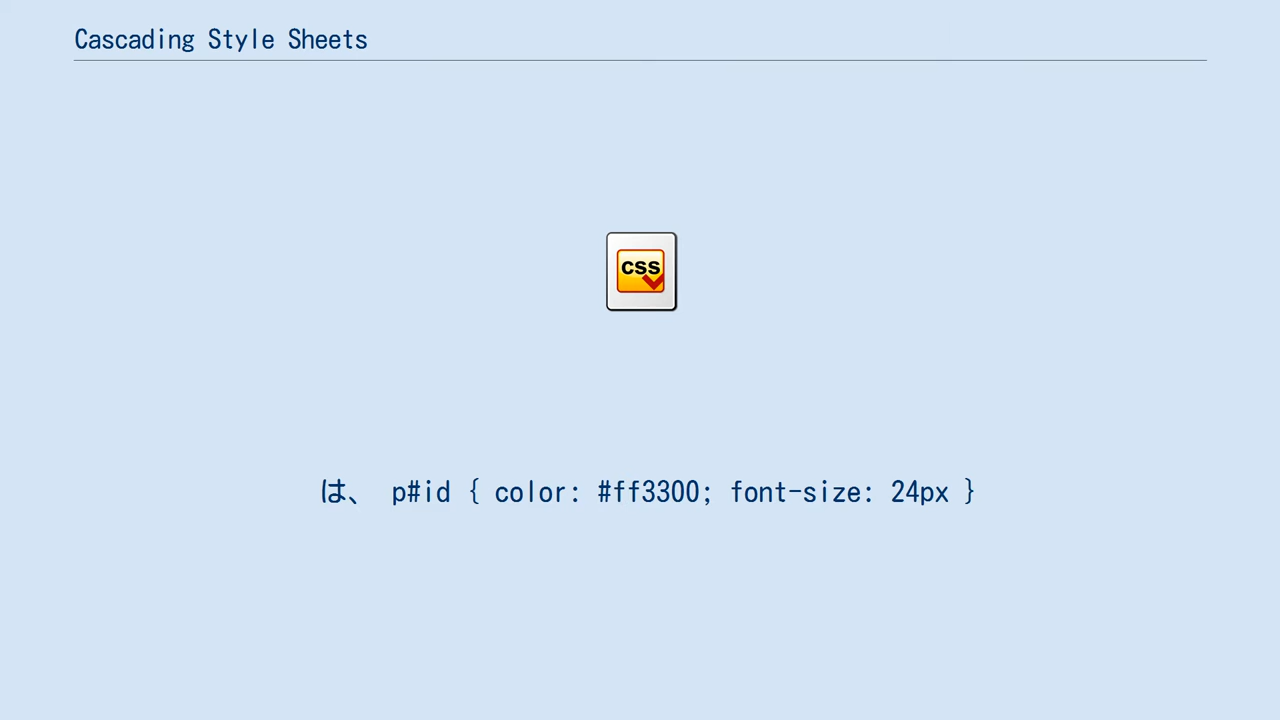 Cascading Style Sheets
CSS
は、 p#id { color: #ff3300; font-size: 24px }